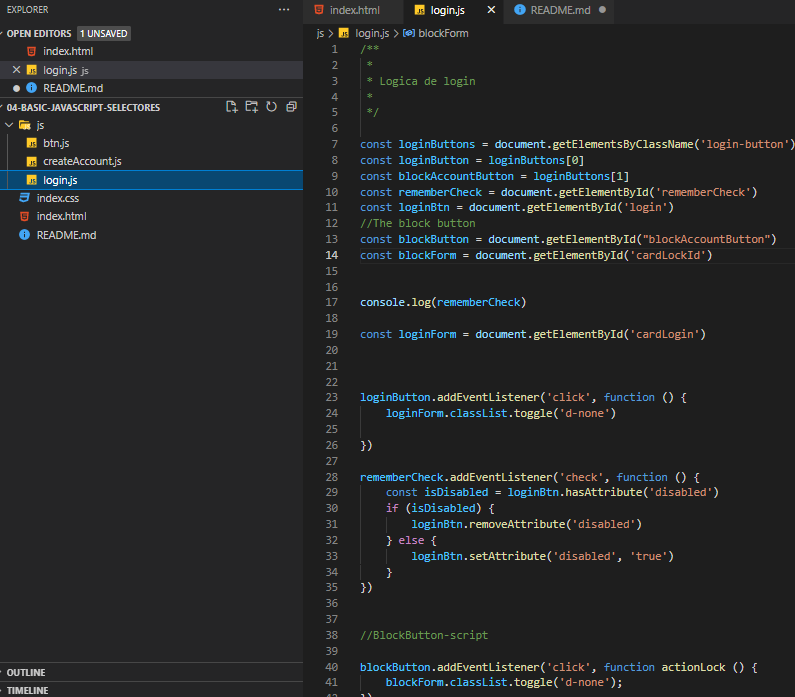 EXPLORER
OPEN EDITORS 1 UNSAVED
index.html
login.js js
README.md
04-BASIC-JAVASCRIPT-SELECTORES
js
btn.js
createAccount.js
login.js
index.css
index.html
README.md
OUTLINE
TIMELINE
index.html login.js README.md
js > login.js > blockForm
1 /**
2 *
3 * Logica de login
4 *
5 */
6
7 const loginButtons = document.getElementsByClassName('login-button')
8 const loginButton = loginButtons[0]
9 const blockAccountButton = loginButtons[1]
10 const rememberCheck = document.getElementById('rememberCheck')
11 const loginBtn = document.getElementById('login')
12 //The block button
13 const blockButton = document.getElementById("blockAccountButton")
14 const blockForm = document.getElementById('cardLockId')
15
16
17 console.log(rememberCheck)
18
19 const loginForm = document.getElementById('cardLogin')
20
21
22
23 loginButton.addEventListener('click', function () {
24 loginForm.classList.toggle('d-none')
25
26 })
27
28 rememberCheck.addEventListener('check', function () {
29 const isDisabled = loginBtn.hasAttribute('disabled')
30 if (isDisabled) {
31 loginBtn.removeAttribute('disabled')
32 } else {
33 loginBtn.setAttribute('disabled', 'true')
34 }
35 })
36
37
38 //BlockButton-script
39
40 blockButton.addEventListener('click', function actionLock () {
41 blockForm.classList.toggle('d-none');